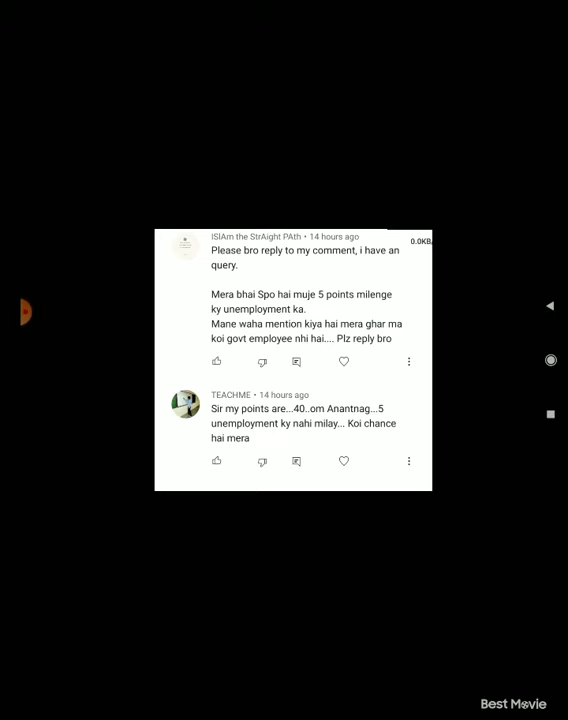 ISlAm the StrAight PAth • 14 hours ago
0.0KB/
Please bro reply to my comment, i have an
query.
Mera bhai Spo hai muje 5 points milenge
ky unemployment ka.
Mane waha mention kiya hai mera ghar ma
koi govt employee nhi hai.... Plz reply bro
TEACHME • 14 hours ago
Sir my points are...40..om Anantnag...5
unemployment ky nahi milay... Koi chance
hai mera
Best Movie